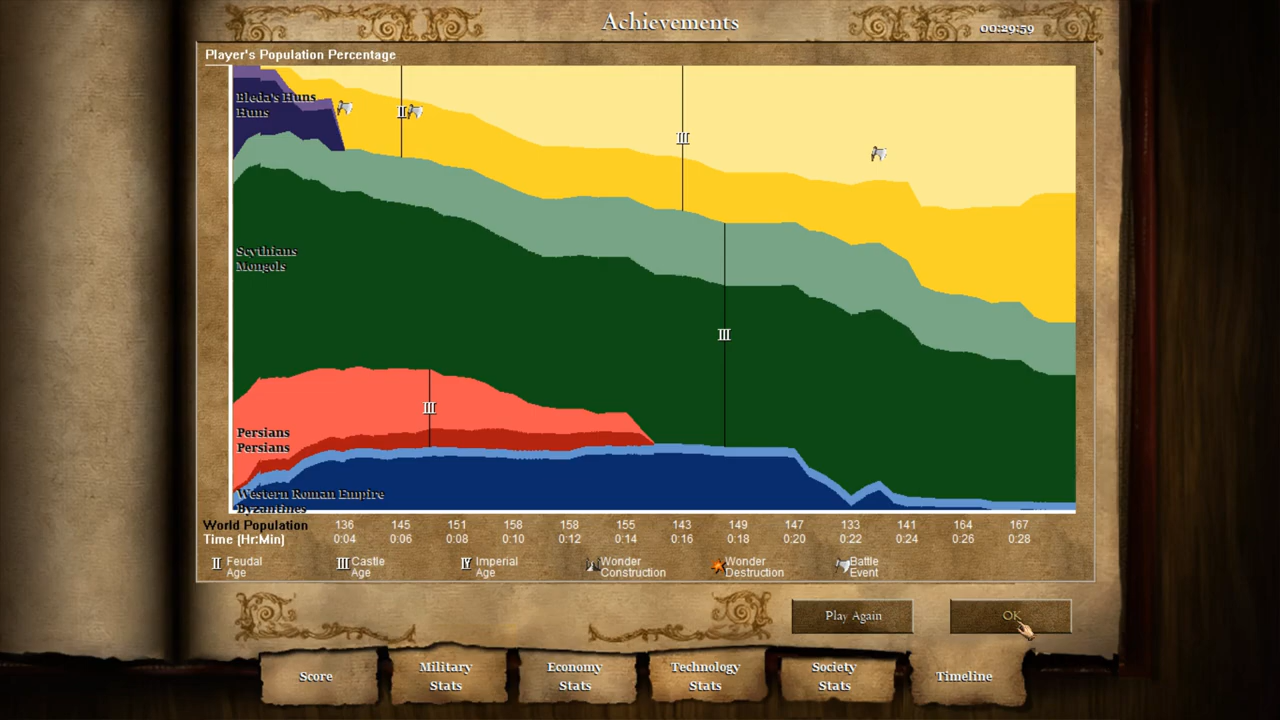 Achievements
00:29:59
Player's Population Percentage
Bleda's Huns
Huns
II
III
Scythians
Mongols
III
III
Persians
Persians
Western Roman Empire
Byzantines
World Population 136 145 151 158 158 155 143 149 147 133 141 164 167
Time (Hr:Min) 0:04 0:06 0:08 0:10 0:12 0:14 0:16 0:18 0:20 0:22 0:24 0:26 0:28
II Feudal Age
III Castle Age
IV Imperial Age
Wonder Construction
Wonder Destruction
Battle Event
Play Again
OK
Score
Military Stats
Economy Stats
Technology Stats
Society Stats
Timeline